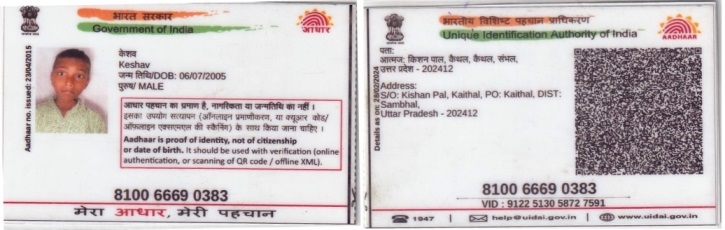 भारत सरकार
Government of India
आधार
Aadhaar no. issued: 23/04/2015
केशव
Keshav
जन्म तिथि/DOB: 06/07/2005
पुरुष/ MALE
आधार पहचान का प्रमाण है, नागरिकता या जन्मतिथि का नहीं ।
इसका उपयोग सत्यापन (ऑनलाइन प्रमाणीकरण, या क्यूआर कोड/
ऑफ़लाइन एक्सएमएल की स्कैनिंग) के साथ किया जाना चाहिए ।
Aadhaar is proof of identity, not of citizenship
or date of birth. It should be used with verification (online
authentication, or scanning of QR code / offline XML).
8100 6669 0383
मेरा आधार, मेरी पहचान
भारतीय विशिष्ट पहचान प्राधिकरण
Unique Identification Authority of India
AADHAAR
Details as on: 28/02/2024
पता:
आत्मज: किशन पाल, कैथल, कैथल, संभल,
उत्तर प्रदेश - 202412
Address:
S/O: Kishan Pal, Kaithal, PO: Kaithal, DIST:
Sambhal,
Uttar Pradesh - 202412
8100 6669 0383
VID : 9122 5130 5872 7591
1947 | help@uidai.gov.in | www.uidai.gov.in